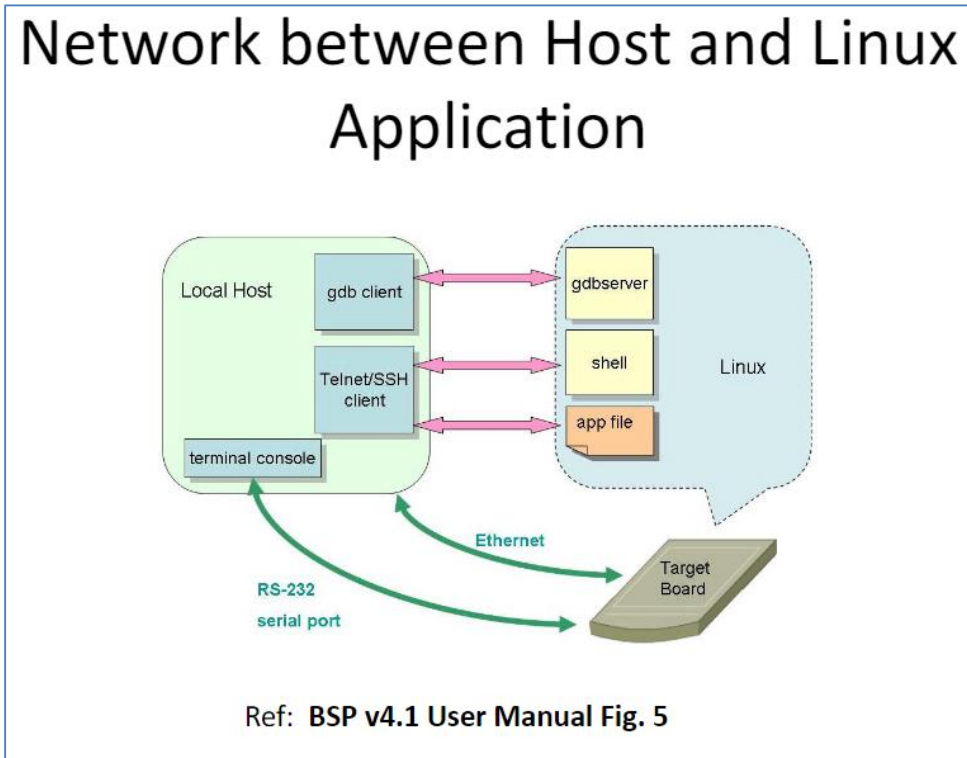 Network between Host and Linux
Application
Local Host
gdb client
Telnet/SSH
client
terminal console
gdbserver
shell
app file
Linux
Ethernet
RS-232
serial port
Target
Board
Ref: BSP v4.1 User Manual Fig. 5